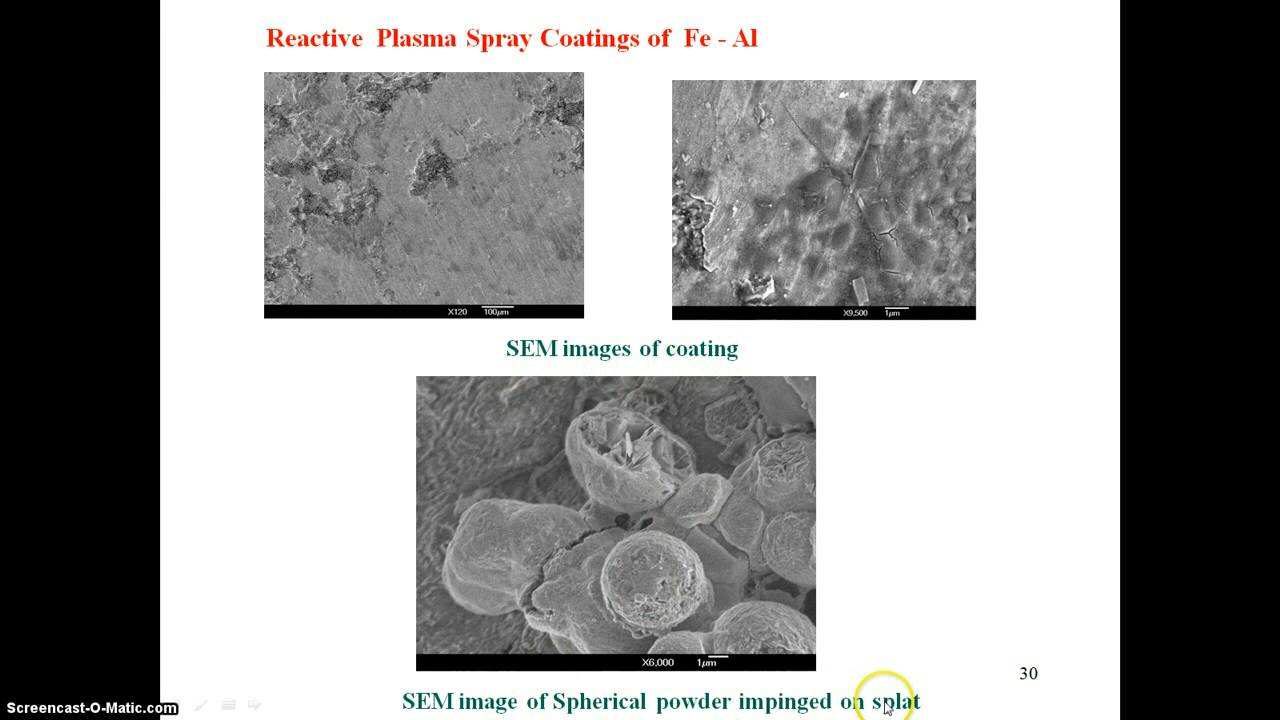 Reactive Plasma Spray Coatings of Fe - Al
X120 100µm
X9,500 1µm
SEM images of coating
X6,000 1µm
30
SEM image of Spherical powder impinged on splat
Screencast-O-Matic.com